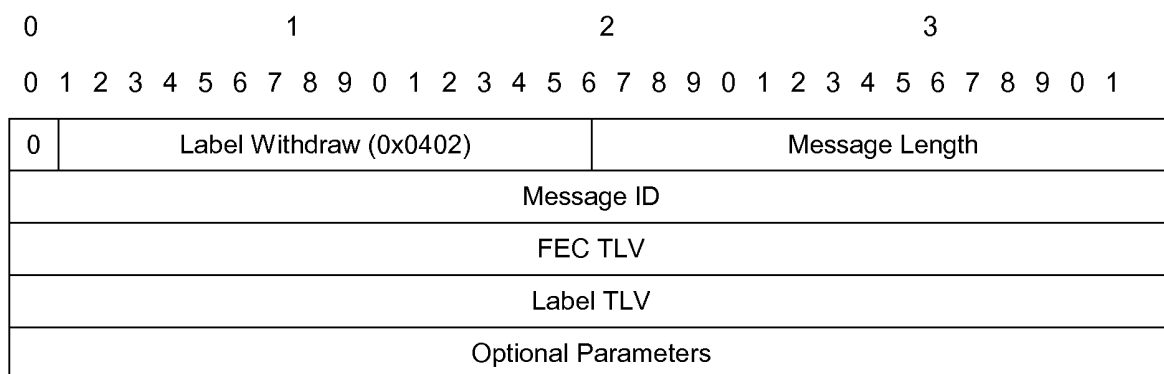 0 1 2 3
0 1 2 3 4 5 6 7 8 9 0 1 2 3 4 5 6 7 8 9 0 1 2 3 4 5 6 7 8 9 0 1
0 Label Withdraw (0x0402) Message Length
Message ID
FEC TLV
Label TLV
Optional Parameters